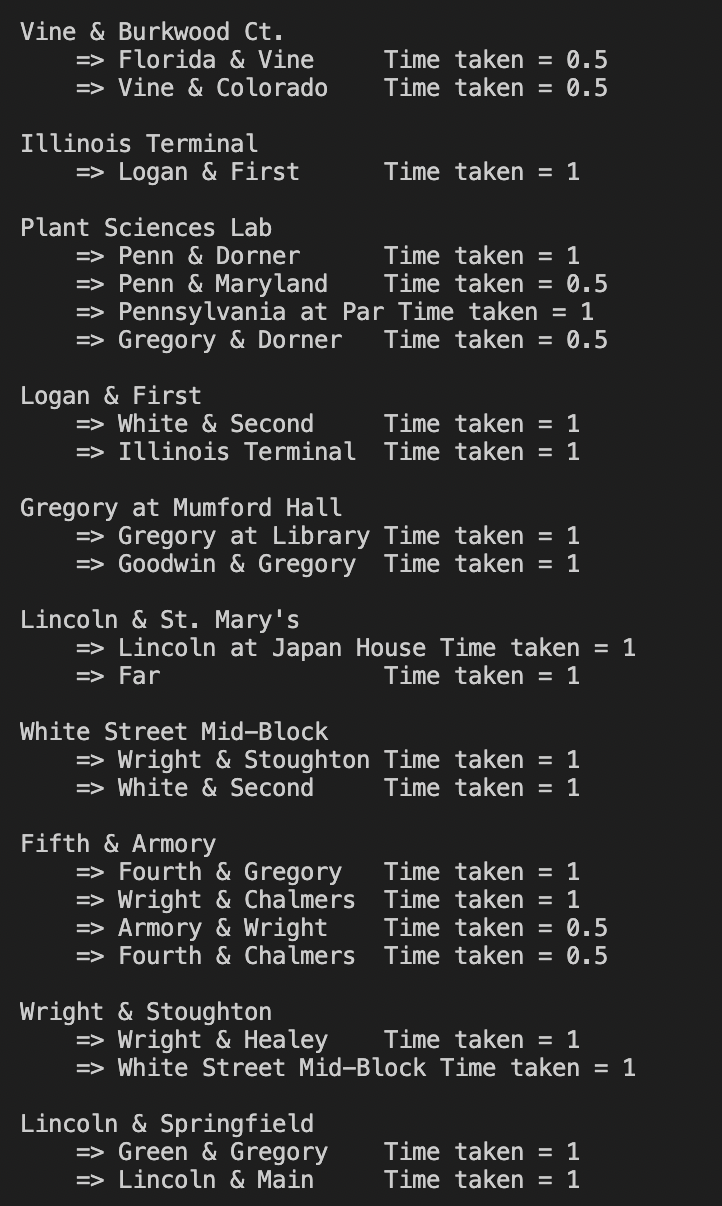 Vine & Burkwood Ct.
    => Florida & Vine     Time taken = 0.5
    => Vine & Colorado    Time taken = 0.5

Illinois Terminal
    => Logan & First      Time taken = 1

Plant Sciences Lab
    => Penn & Dorner      Time taken = 1
    => Penn & Maryland    Time taken = 0.5
    => Pennsylvania at Par Time taken = 1
    => Gregory & Dorner   Time taken = 0.5

Logan & First
    => White & Second     Time taken = 1
    => Illinois Terminal  Time taken = 1

Gregory at Mumford Hall
    => Gregory at Library Time taken = 1
    => Goodwin & Gregory  Time taken = 1

Lincoln & St. Mary's
    => Lincoln at Japan House Time taken = 1
    => Far                Time taken = 1

White Street Mid-Block
    => Wright & Stoughton Time taken = 1
    => White & Second     Time taken = 1

Fifth & Armory
    => Fourth & Gregory   Time taken = 1
    => Wright & Chalmers  Time taken = 1
    => Armory & Wright    Time taken = 0.5
    => Fourth & Chalmers  Time taken = 0.5

Wright & Stoughton
    => Wright & Healey    Time taken = 1
    => White Street Mid-Block Time taken = 1

Lincoln & Springfield
    => Green & Gregory    Time taken = 1
    => Lincoln & Main     Time taken = 1